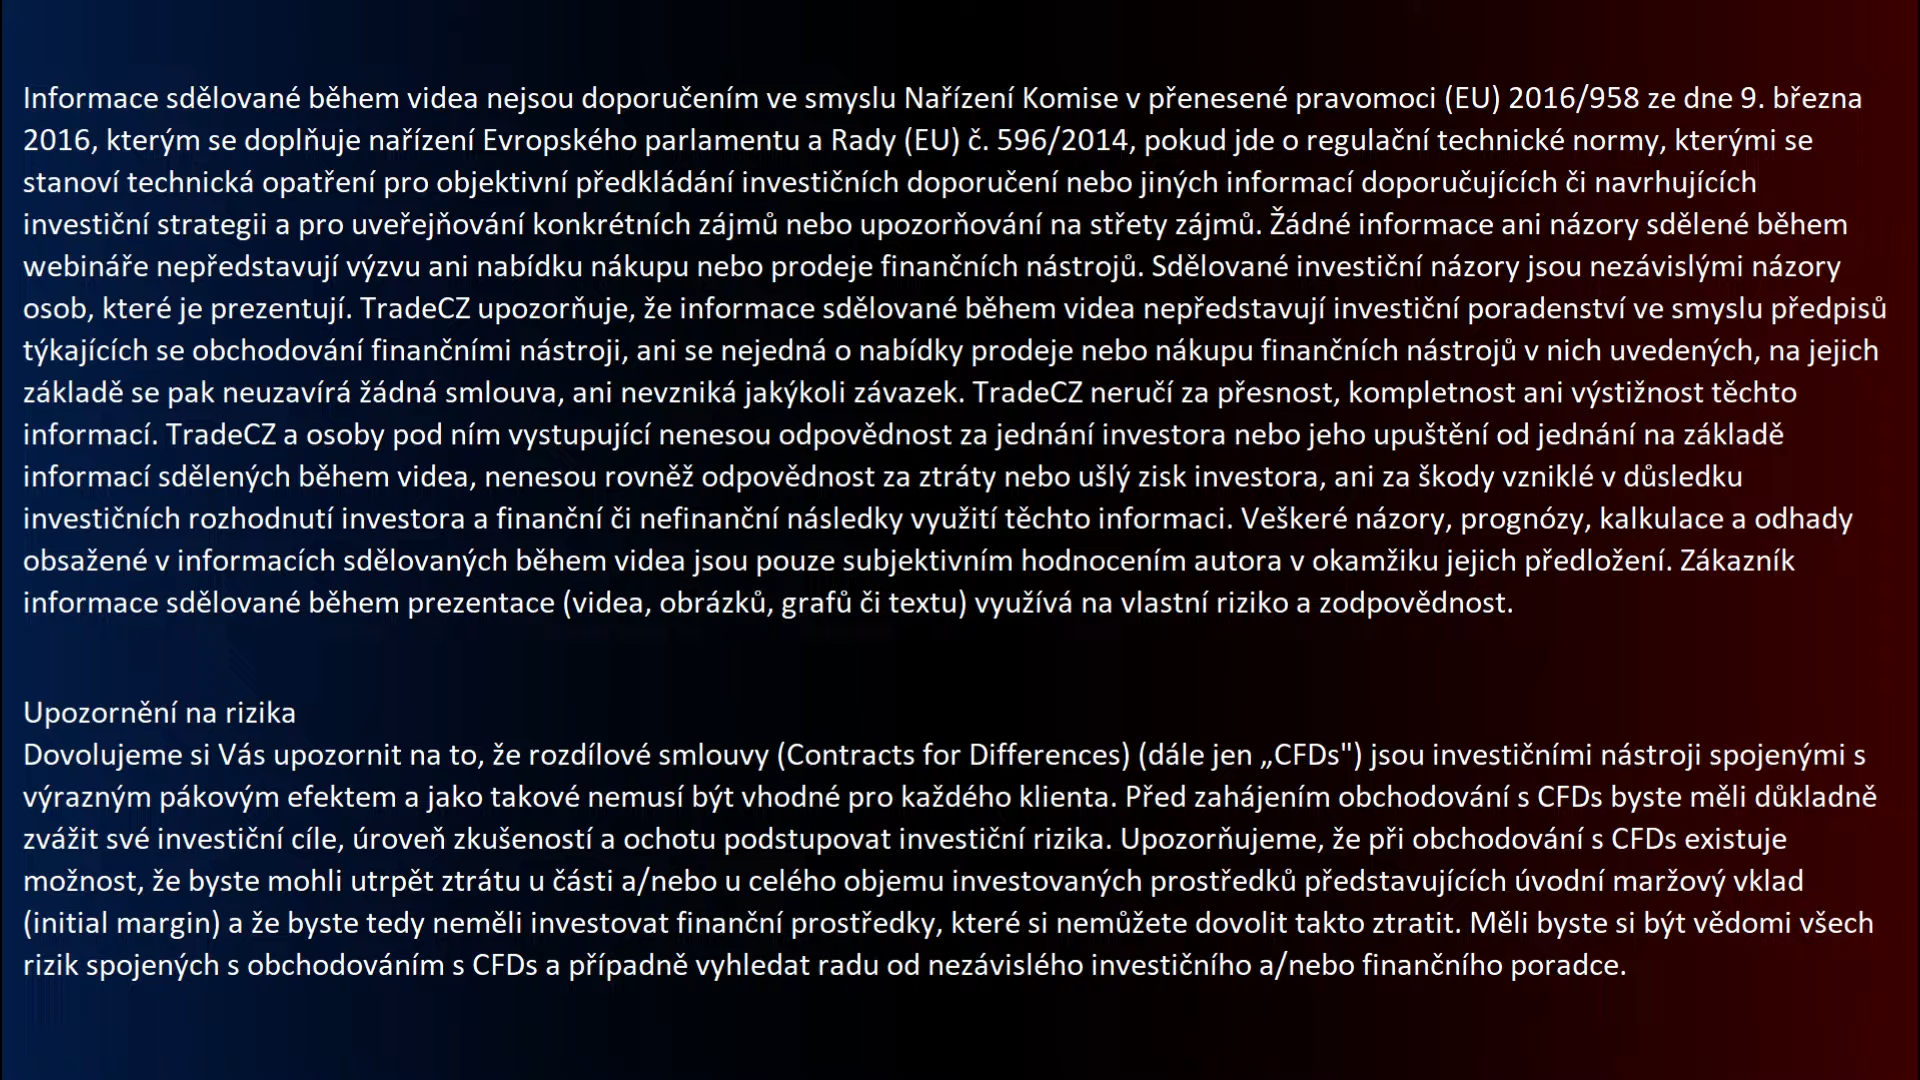 Informace sdělované během videa nejsou doporučením ve smyslu Nařízení Komise v přenesené pravomoci (EU) 2016/958 ze dne 9. března
2016, kterým se doplňuje nařízení Evropského parlamentu a Rady (EU) č. 596/2014, pokud jde o regulační technické normy, kterými se
stanoví technická opatření pro objektivní předkládání investičních doporučení nebo jiných informací doporučujících či navrhujících
investiční strategii a pro uveřejňování konkrétních zájmů nebo upozorňování na střety zájmů. Žádné informace ani názory sdělené během
webináře nepředstavují výzvu ani nabídku nákupu nebo prodeje finančních nástrojů. Sdělované investiční názory jsou nezávislými názory
osob, které je prezentují. TradeCZ upozorňuje, že informace sdělované během videa nepředstavují investiční poradenství ve smyslu předpisů
týkajících se obchodování finančními nástroji, ani se nejedná o nabídky prodeje nebo nákupu finančních nástrojů v nich uvedených, na jejich
základě se pak neuzavírá žádná smlouva, ani nevzniká jakýkoli závazek. TradeCZ neručí za přesnost, kompletnost ani výstižnost těchto
informací. TradeCZ a osoby pod ním vystupující nenesou odpovědnost za jednání investora nebo jeho upuštění od jednání na základě
informací sdělených během videa, nenesou rovněž odpovědnost za ztráty nebo ušlý zisk investora, ani za škody vzniklé v důsledku
investičních rozhodnutí investora a finanční či nefinanční následky využití těchto informaci. Veškeré názory, prognózy, kalkulace a odhady
obsažené v informacích sdělovaných během videa jsou pouze subjektivním hodnocením autora v okamžiku jejich předložení. Zákazník
informace sdělované během prezentace (videa, obrázků, grafů či textu) využívá na vlastní riziko a zodpovědnost.
Upozornění na rizika
Dovolujeme si Vás upozornit na to, že rozdílové smlouvy (Contracts for Differences) (dále jen „CFDs") jsou investičními nástroji spojenými s
výrazným pákovým efektem a jako takové nemusí být vhodné pro každého klienta. Před zahájením obchodování s CFDs byste měli důkladně
zvážit své investiční cíle, úroveň zkušeností a ochotu podstupovat investiční rizika. Upozorňujeme, že při obchodování s CFDs existuje
možnost, že byste mohli utrpět ztrátu u části a/nebo u celého objemu investovaných prostředků představujících úvodní maržový vklad
(initial margin) a že byste tedy neměli investovat finanční prostředky, které si nemůžete dovolit takto ztratit. Měli byste si být vědomi všech
rizik spojených s obchodováním s CFDs a případně vyhledat radu od nezávislého investičního a/nebo finančního poradce.